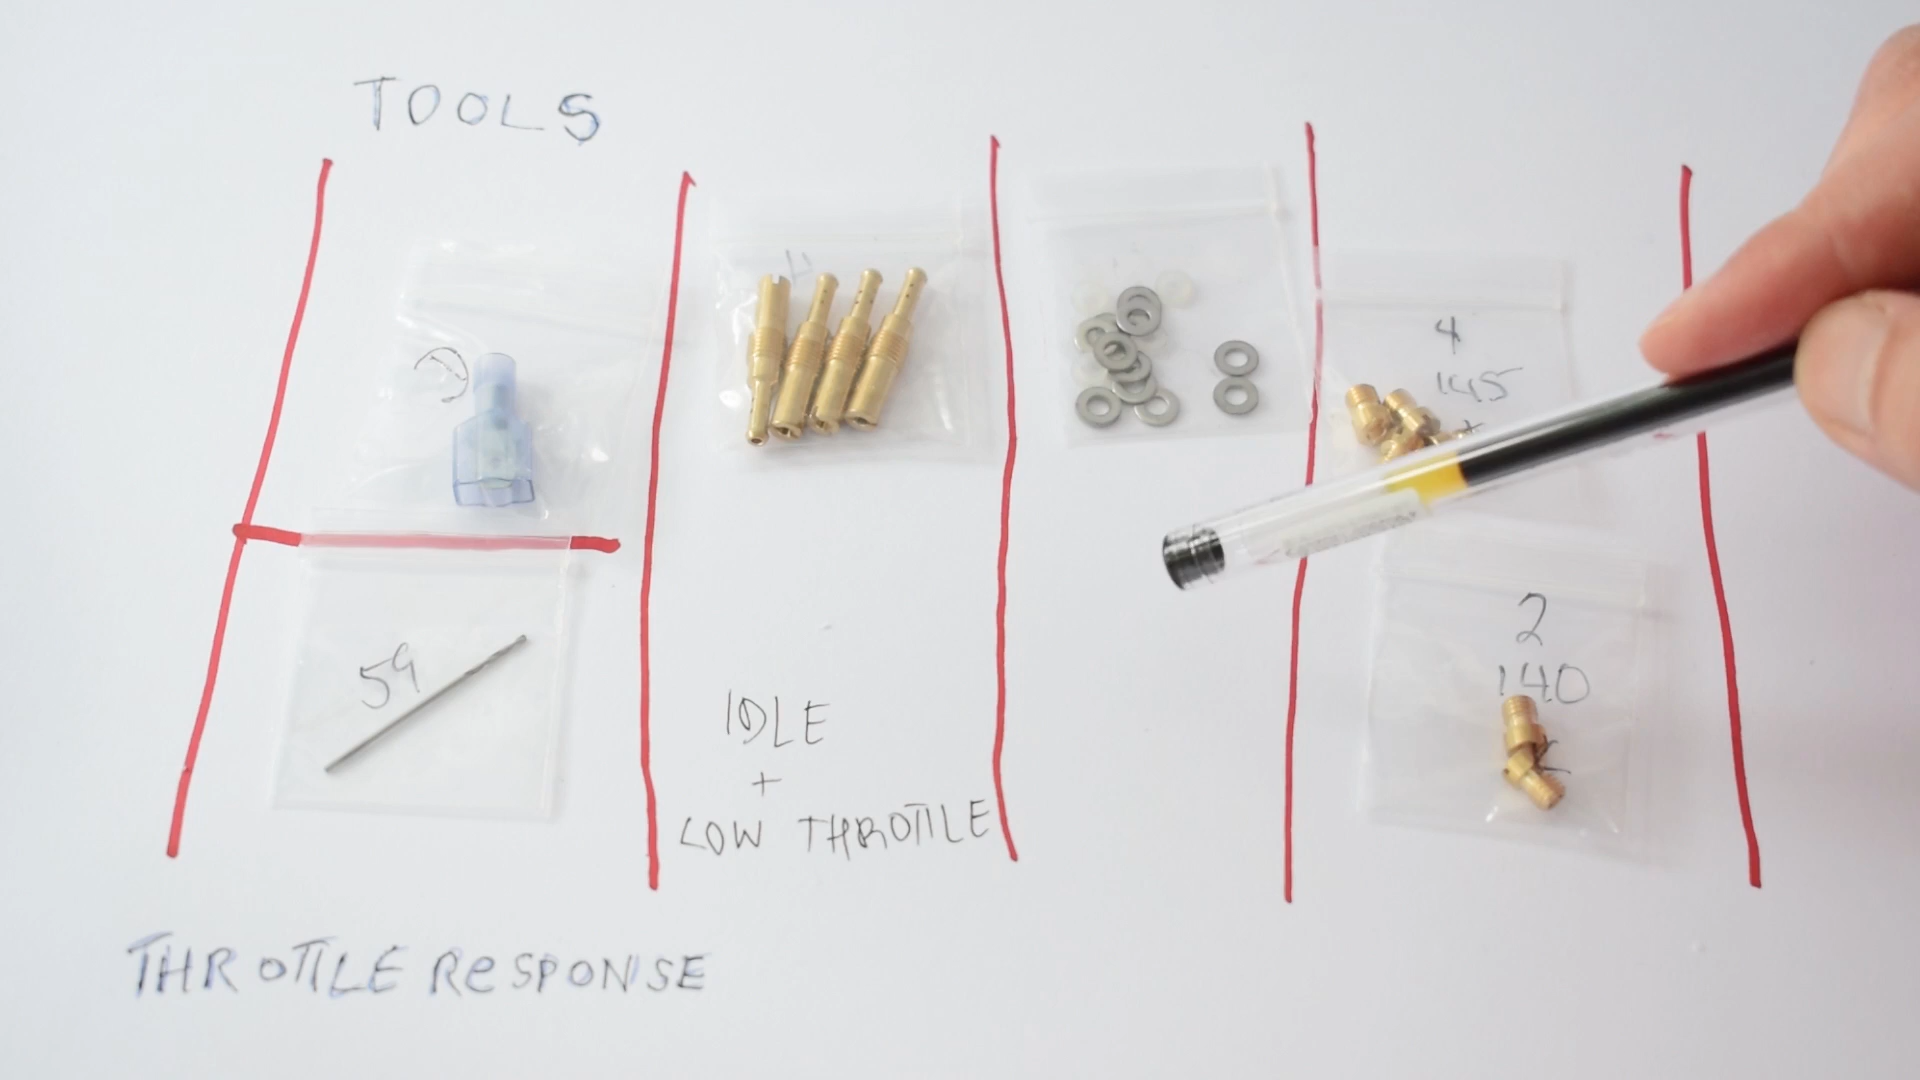 TOOLS
4
145
59
2
140
IDLE
+
LOW THROTTLE
THROTTLE RESPONSE